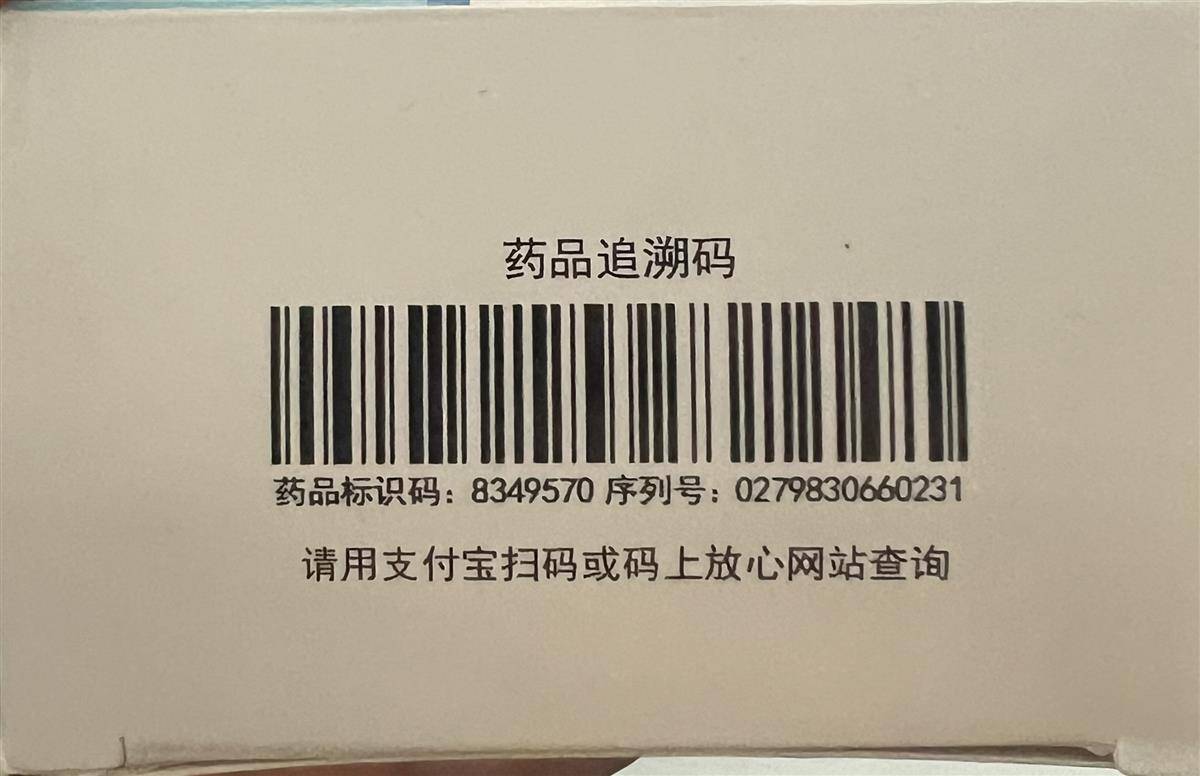 药品追溯码
药品标识码：8349570 序列号：0279830660231
请用支付宝扫码或码上放心网站查询